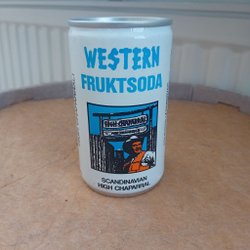 WESTERN
FRUKTSODA
SCANDINAVIAN
HIGH CHAPARRAL